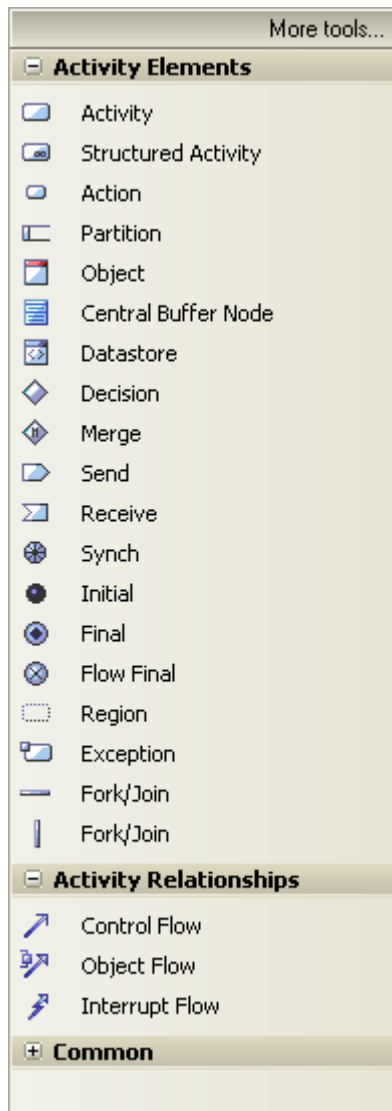 More tools...
Activity Elements
Activity
Structured Activity
Action
Partition
Object
Central Buffer Node
Datastore
Decision
Merge
Send
Receive
Synch
Initial
Final
Flow Final
Region
Exception
Fork/Join
Fork/Join
Activity Relationships
Control Flow
Object Flow
Interrupt Flow
Common